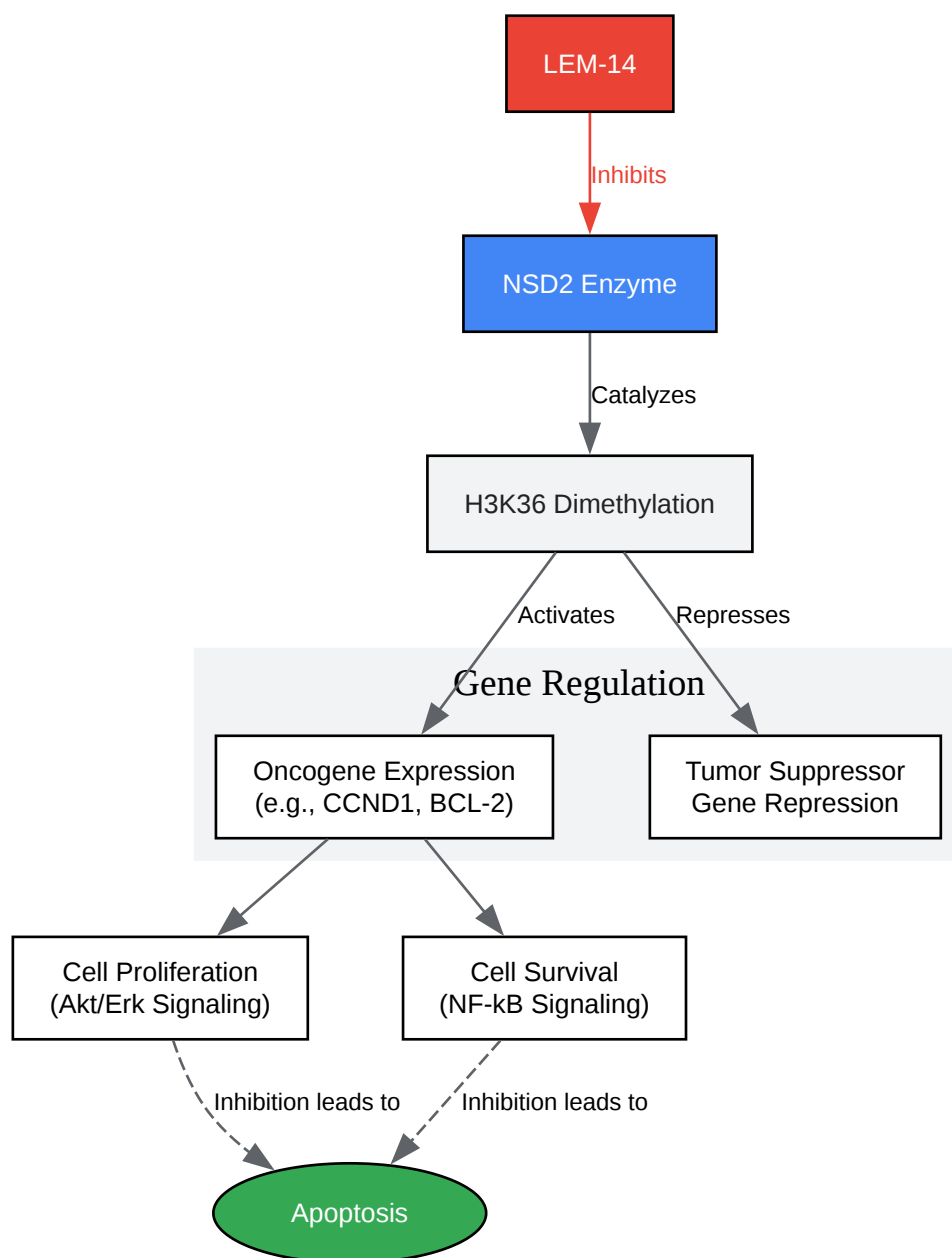 LEM-14
Inhibits
NSD2 Enzyme
Catalyzes
H3K36 Dimethylation
Activates
Represses
Gene Regulation
Oncogene Expression
(e.g., CCND1, BCL-2)
Tumor Suppressor
Gene Repression
Cell Proliferation
(Akt/Erk Signaling)
Cell Survival
(NF-kB Signaling)
Inhibition leads to
Inhibition leads to
Apoptosis